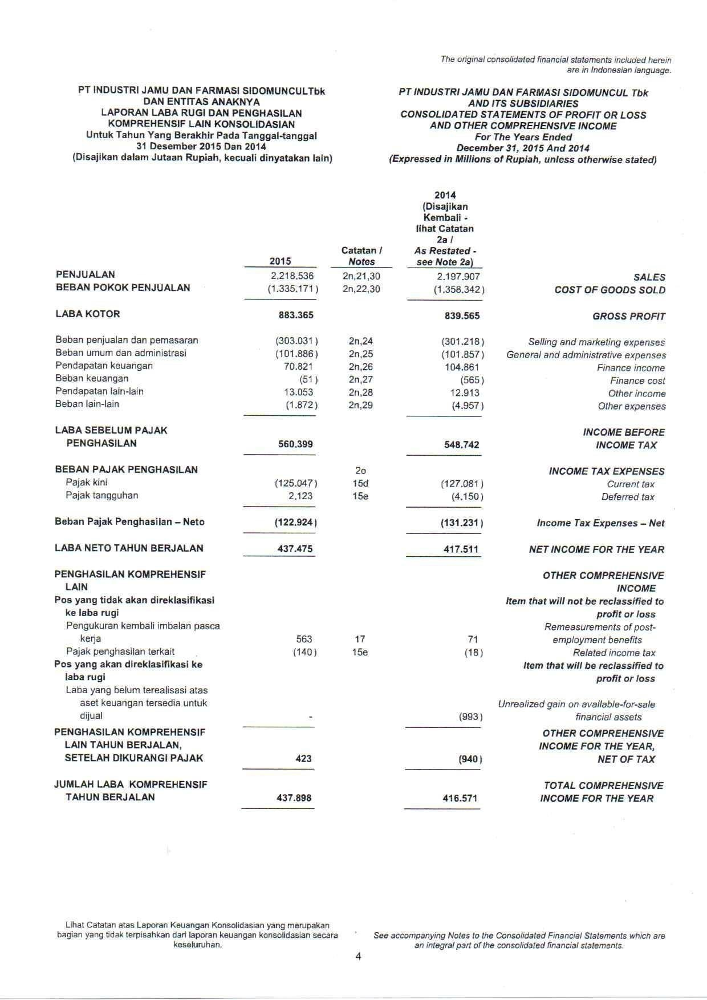 The original consolidated financial statements included herein
are in Indonesian language.
PT INDUSTRI JAMU DAN FARMASI SIDOMUNCULTbk
DAN ENTITAS ANAKNYA
LAPORAN LABA RUGI DAN PENGHASILAN
KOMPREHENSIF LAIN KONSOLIDASIAN
Untuk Tahun Yang Berakhir Pada Tanggal-tanggal
31 Desember 2015 Dan 2014
(Disajikan dalam Jutaan Rupiah, kecuali dinyatakan lain)
PT INDUSTRI JAMU DAN FARMASI SIDOMUNCUL Tbk
AND ITS SUBSIDIARIES
CONSOLIDATED STATEMENTS OF PROFIT OR LOSS
AND OTHER COMPREHENSIVE INCOME
For The Years Ended
December 31, 2015 And 2014
(Expressed in Millions of Rupiah, unless otherwise stated)
2014
(Disajikan
Kembali -
lihat Catatan
2a /
Catatan / As Restated -
2015 Notes see Note 2a)
PENJUALAN 2.218.536 2n,21,30 2.197.907 SALES
BEBAN POKOK PENJUALAN (1.335.171) 2n,22,30 (1.358.342) COST OF GOODS SOLD
LABA KOTOR 883.365 839.565 GROSS PROFIT
Beban penjualan dan pemasaran (303.031) 2n,24 (301.218) Selling and marketing expenses
Beban umum dan administrasi (101.886) 2n,25 (101.857) General and administrative expenses
Pendapatan keuangan 70.821 2n,26 104.861 Finance income
Beban keuangan (51) 2n,27 (565) Finance cost
Pendapatan lain-lain 13.053 2n,28 12.913 Other income
Beban lain-lain (1.872) 2n,29 (4.957) Other expenses
LABA SEBELUM PAJAK INCOME BEFORE
PENGHASILAN 560.399 548.742 INCOME TAX
BEBAN PAJAK PENGHASILAN 2o INCOME TAX EXPENSES
Pajak kini (125.047) 15d (127.081) Current tax
Pajak tangguhan 2.123 15e (4.150) Deferred tax
Beban Pajak Penghasilan – Neto (122.924) (131.231) Income Tax Expenses – Net
LABA NETO TAHUN BERJALAN 437.475 417.511 NET INCOME FOR THE YEAR
PENGHASILAN KOMPREHENSIF OTHER COMPREHENSIVE
LAIN INCOME
Pos yang tidak akan direklasifikasi Item that will not be reclassified to
ke laba rugi profit or loss
Pengukuran kembali imbalan pasca Remeasurements of post-
kerja 563 17 71 employment benefits
Pajak penghasilan terkait (140) 15e (18) Related income tax
Pos yang akan direklasifikasi ke Item that will be reclassified to
laba rugi profit or loss
Laba yang belum terealisasi atas
aset keuangan tersedia untuk Unrealized gain on available-for-sale
dijual - (993) financial assets
PENGHASILAN KOMPREHENSIF OTHER COMPREHENSIVE
LAIN TAHUN BERJALAN, INCOME FOR THE YEAR,
SETELAH DIKURANGI PAJAK 423 (940) NET OF TAX
JUMLAH LABA KOMPREHENSIF TOTAL COMPREHENSIVE
TAHUN BERJALAN 437.898 416.571 INCOME FOR THE YEAR
Lihat Catatan atas Laporan Keuangan Konsolidasian yang merupakan
bagian yang tidak terpisahkan dari laporan keuangan konsolidasian secara
keseluruhan.
See accompanying Notes to the Consolidated Financial Statements which are
an integral part of the consolidated financial statements.
4